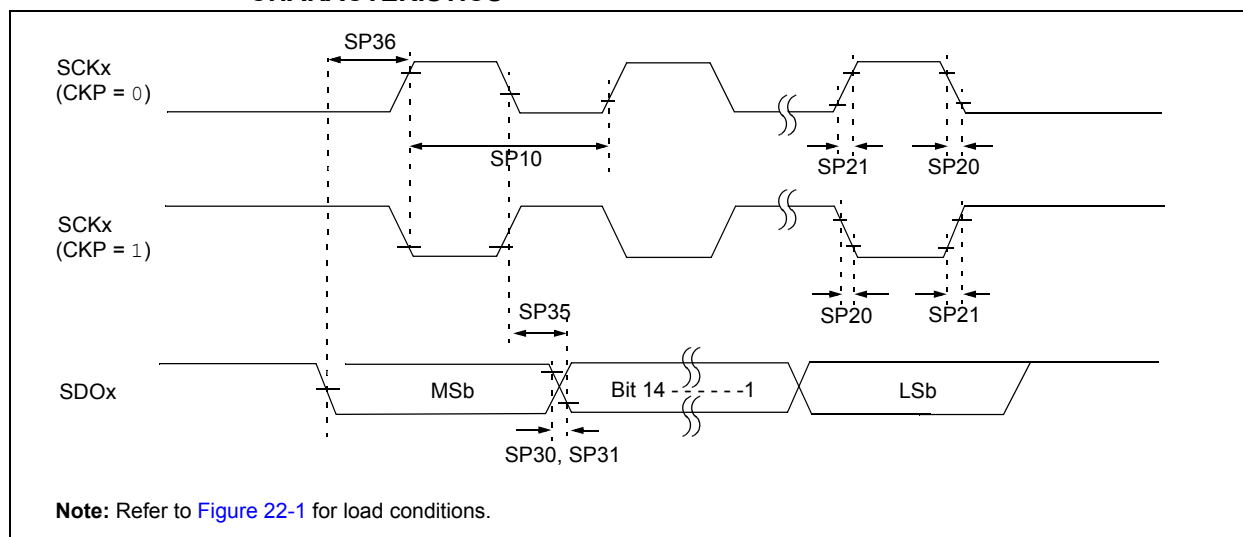 SP36
SCKx
(CKP = 0)
SP10
SP21
SP20
SCKx
(CKP = 1)
SP35
SP20
SP21
SDOx
MSb
Bit 14 - - - - - -1
LSb
SP30, SP31
Note: Refer to Figure 22-1 for load conditions.